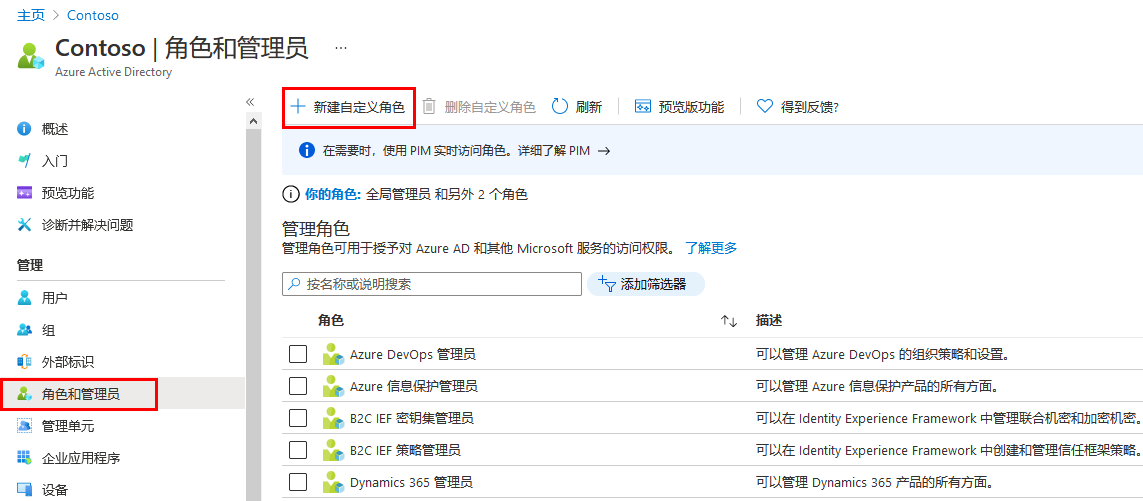 主页 > Contoso
Contoso | 角色和管理员 ...
Azure Active Directory
«
概述
入门
预览功能
诊断并解决问题
管理
用户
组
外部标识
角色和管理员
管理单元
企业应用程序
设备
+ 新建自定义角色 删除自定义角色 刷新 预览版功能 得到反馈?
在需要时，使用 PIM 实时访问角色。详细了解 PIM →
你的角色: 全局管理员 和另外 2 个角色
管理角色
管理角色可用于授予对 Azure AD 和其他 Microsoft 服务的访问权限。 了解更多
按名称或说明搜索 添加筛选器
角色 ↑↓ 描述
Azure DevOps 管理员 可以管理 Azure DevOps 的组织策略和设置。
Azure 信息保护管理员 可以管理 Azure 信息保护产品的所有方面。
B2C IEF 密钥集管理员 可以在 Identity Experience Framework 中管理联合机密和加密机密。
B2C IEF 策略管理员 可以在 Identity Experience Framework 中创建和管理信任框架策略。
Dynamics 365 管理员 可以管理 Dynamics 365 产品的所有方面。